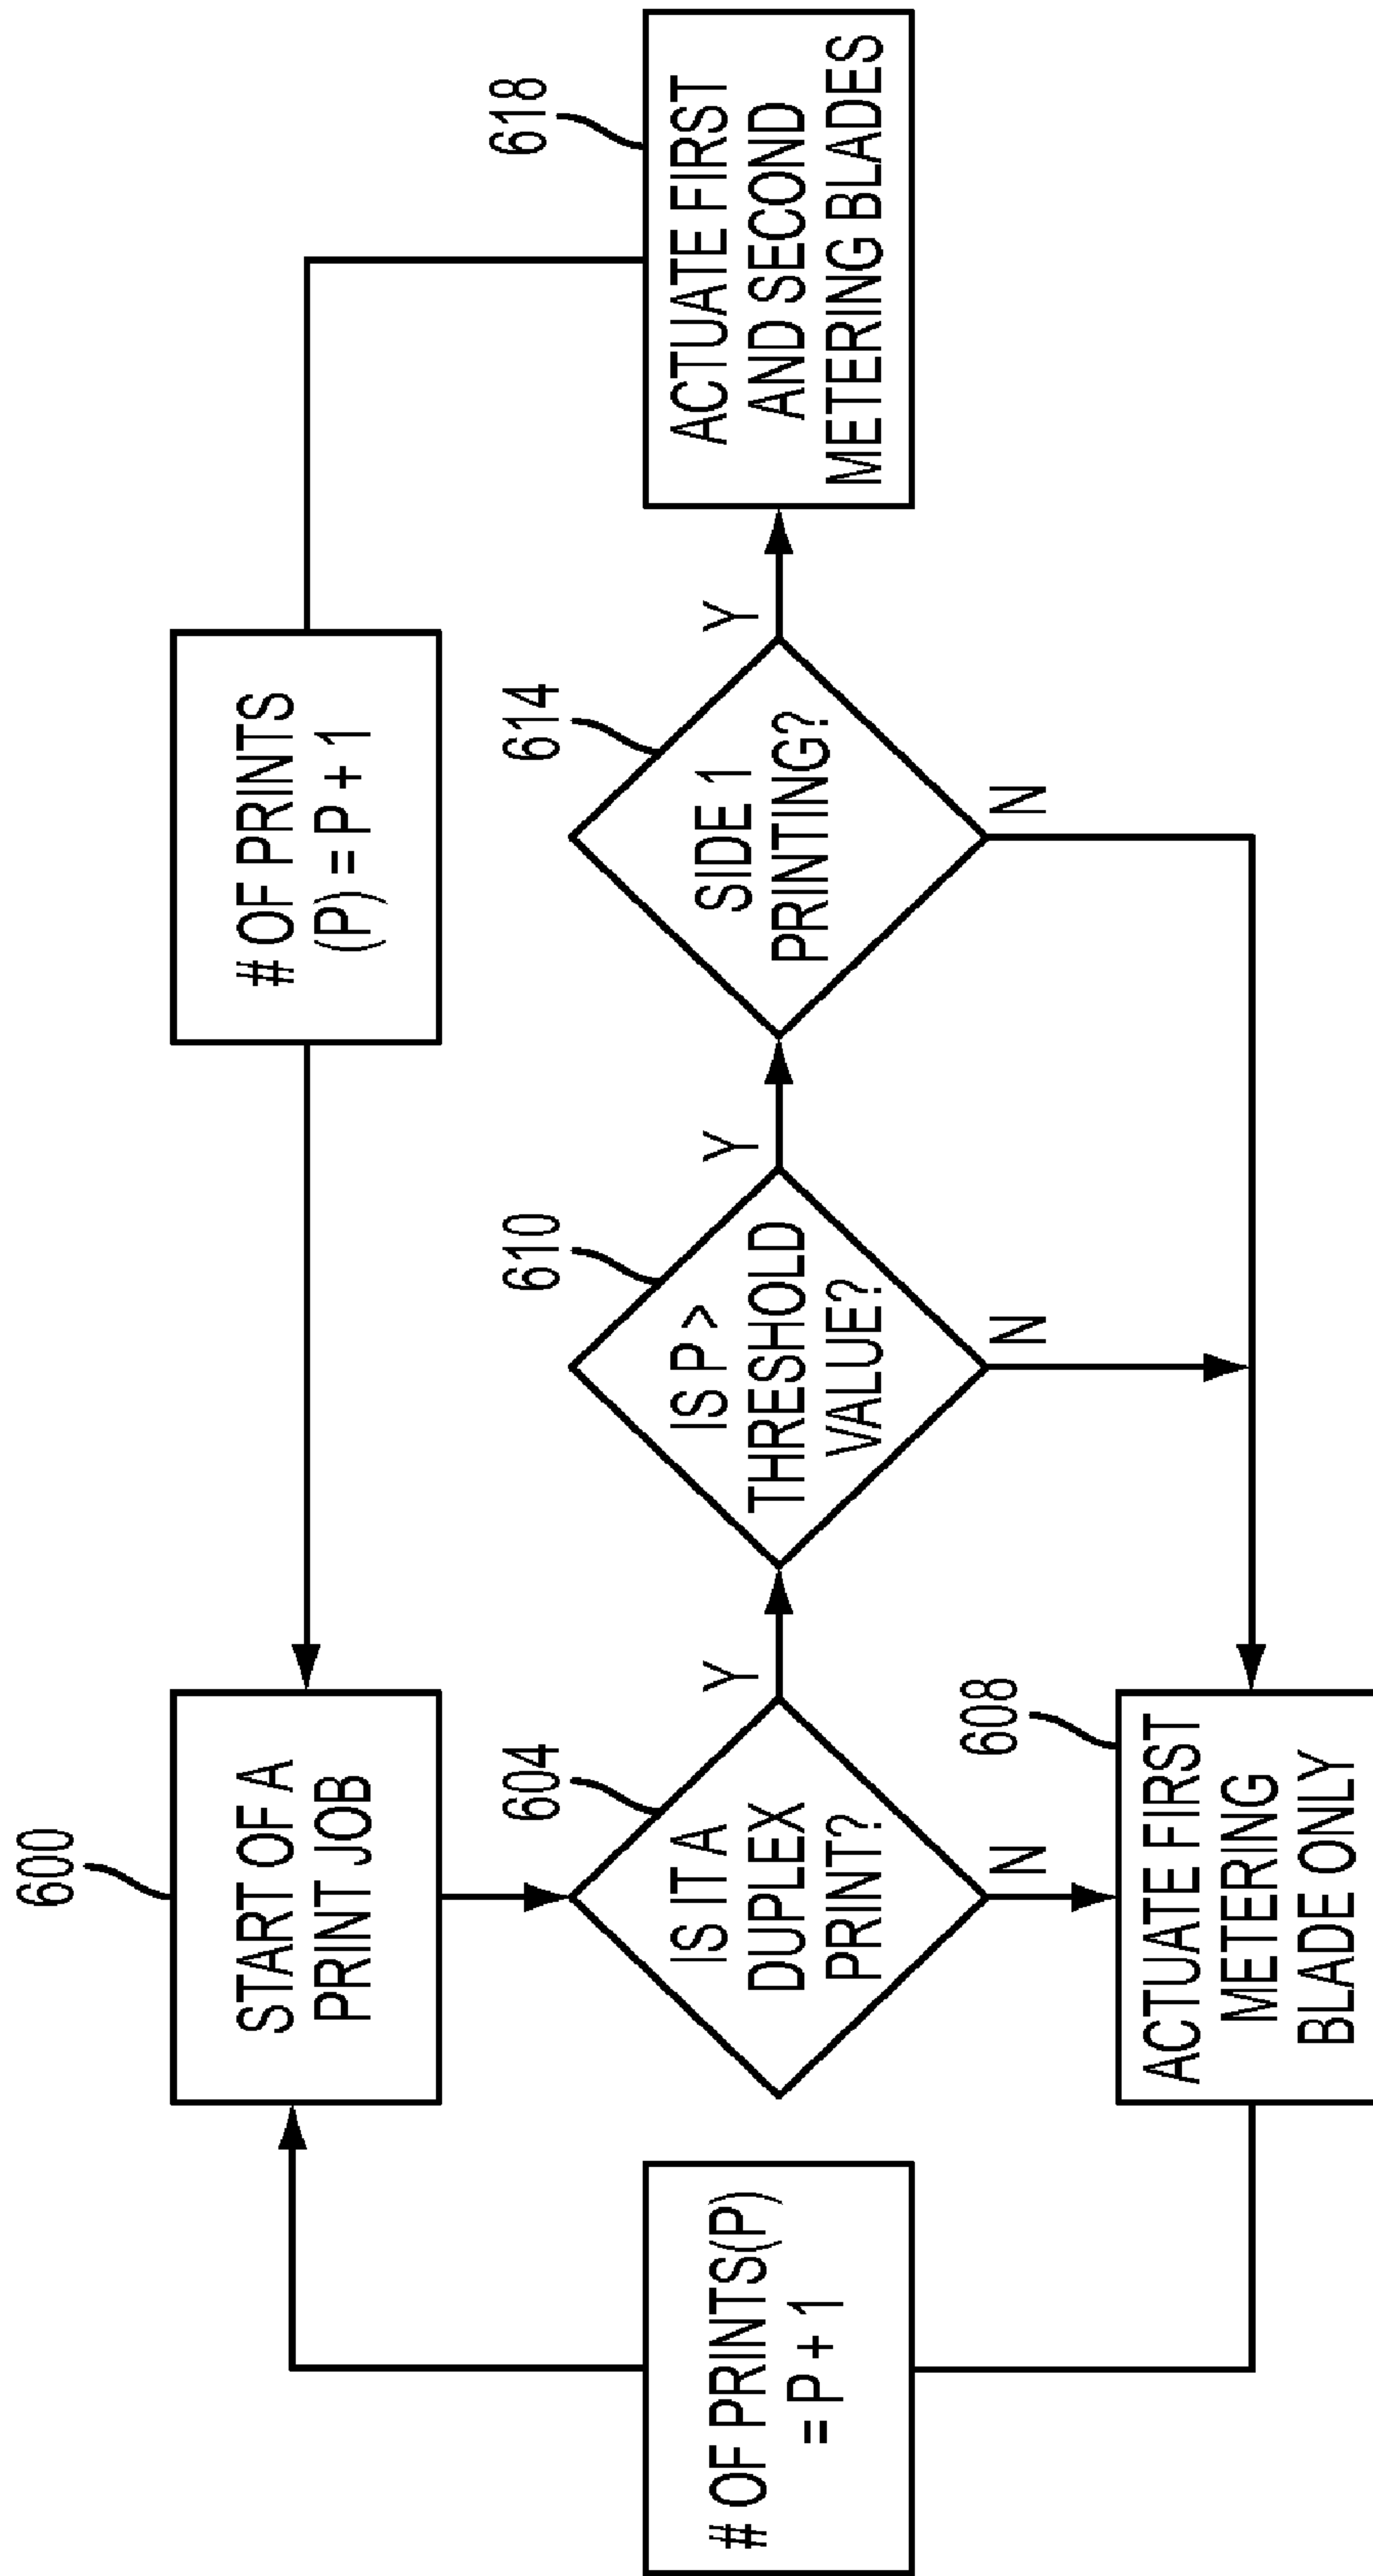 600
START OF A
PRINT JOB
# OF PRINTS
(P) = P + 1
# OF PRINTS(P)
= P + 1
604
IS IT A
DUPLEX
PRINT?
Y
N
610
IS P >
THRESHOLD
VALUE?
Y
N
614
SIDE 1
PRINTING?
Y
N
618
ACTUATE FIRST
AND SECOND
METERING BLADES
608
ACTUATE FIRST
METERING
BLADE ONLY